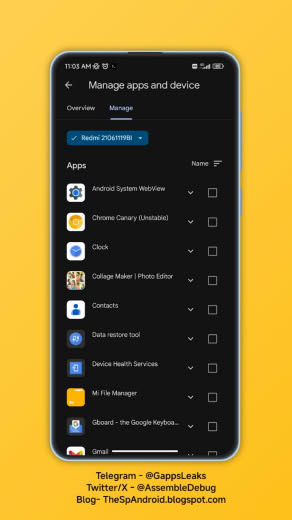 11:03 AM
Manage apps and device
Overview
Manage
Redmi 21061119BI
Apps
Name
Android System WebView
Chrome Canary (Unstable)
Clock
Collage Maker | Photo Editor
Contacts
Data restore tool
Device Health Services
Mi File Manager
Gboard - the Google Keyboa...
Gmail
Telegram - @GappsLeaks
Twitter/X - @AssembleDebug
Blog- TheSpAndroid.blogspot.com